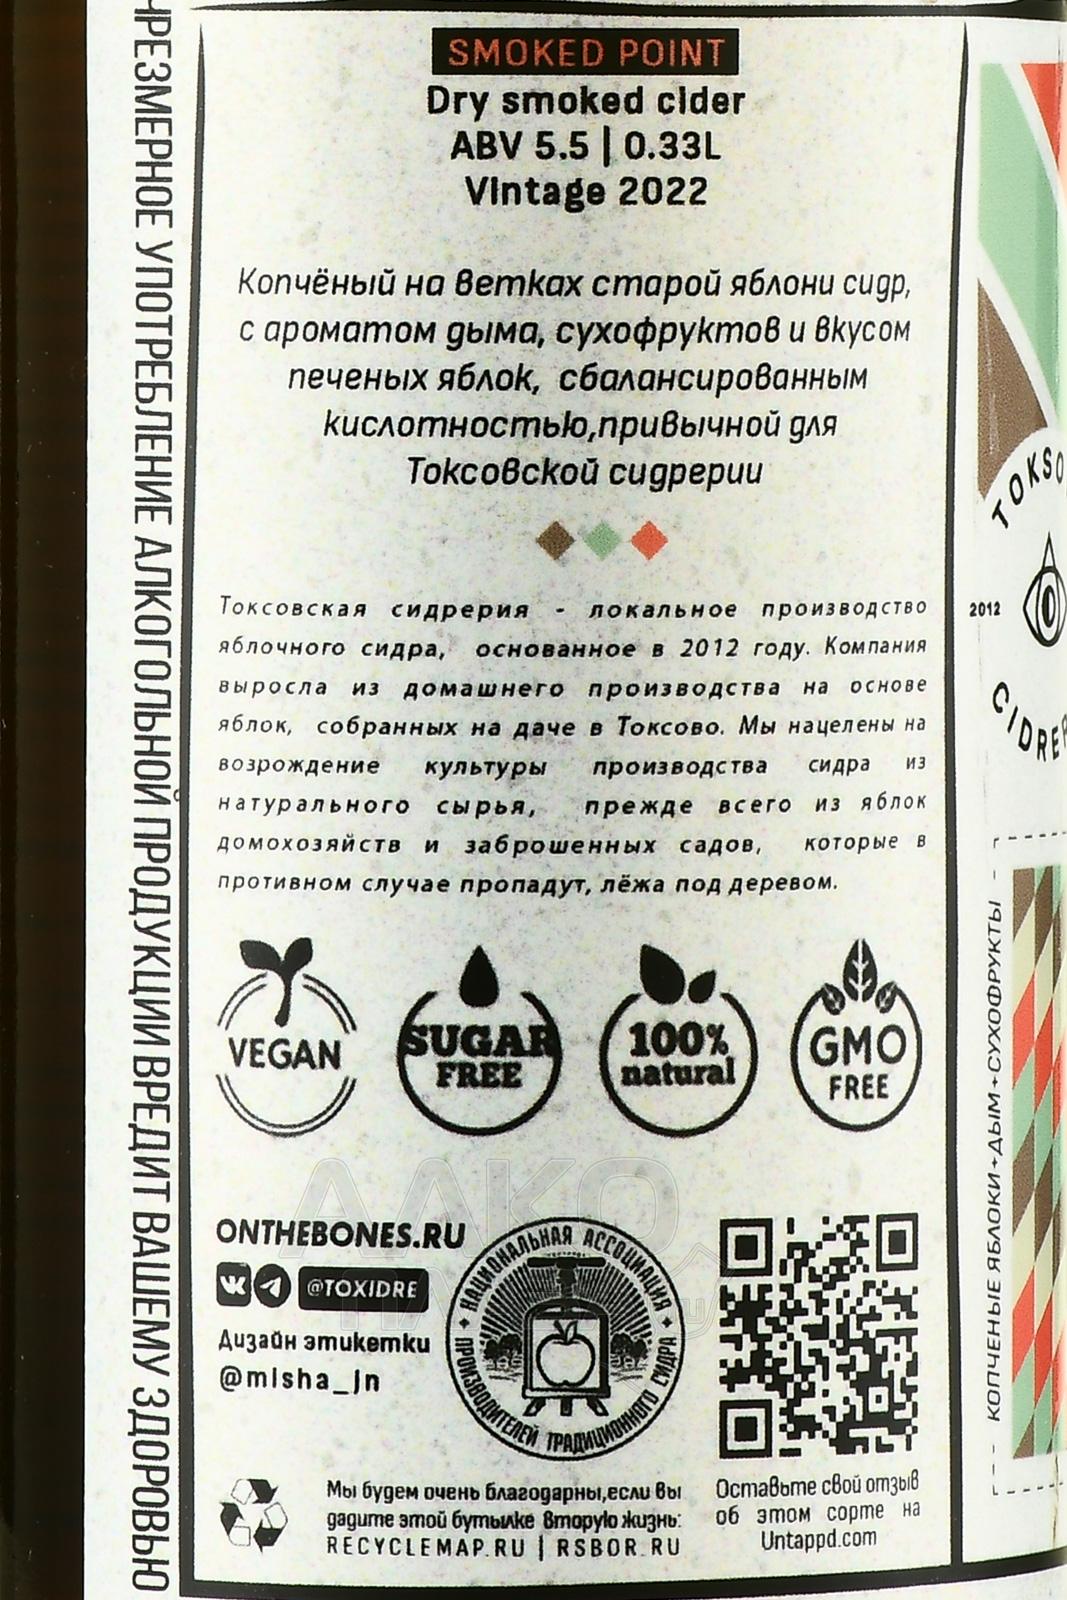 ЧРЕЗМЕРНОЕ УПОТРЕБЛЕНИЕ АЛКОГОЛЬНОЙ ПРОДУКЦИИ ВРЕДИТ ВАШЕМУ ЗДОРОВЬЮ
SMOKED POINT
Dry smoked cider
ABV 5.5 | 0.33L
Vintage 2022
Копчёный на ветках старой яблони сидр,
с ароматом дыма, сухофруктов и вкусом
печеных яблок, сбалансированным
кислотностью,привычной для
Токсовской сидрерии
Токсовская сидрерия - локальное производство
яблочного сидра, основанное в 2012 году. Компания
выросла из домашнего производства на основе
яблок, собранных на даче в Токсово. Мы нацелены на
возрождение культуры производства сидра из
натурального сырья, прежде всего из яблок
домохозяйств и заброшенных садов, которые в
противном случае пропадут, лёжа под деревом.
VEGAN
SUGAR
FREE
100%
natural
GMO
FREE
ONTHEBONES.RU
@TOXIDRE
Дизайн этикетки
@misha_jn
НАЦИОНАЛЬНАЯ АССОЦИАЦИЯ
ПРОИЗВОДИТЕЛЕЙ ТРАДИЦИОННОГО СИДРА
Мы будем очень благодарны,если вы
дадите этой бутылке вторую жизнь:
RECYCLEMAP.RU | RSBOR.RU
Оставьте свой отзыв
об этом сорте на
Untappd.com
2012
КОПЧЕНЫЕ ЯБЛОКИ+ДЫМ+СУХОФРУКТЫ